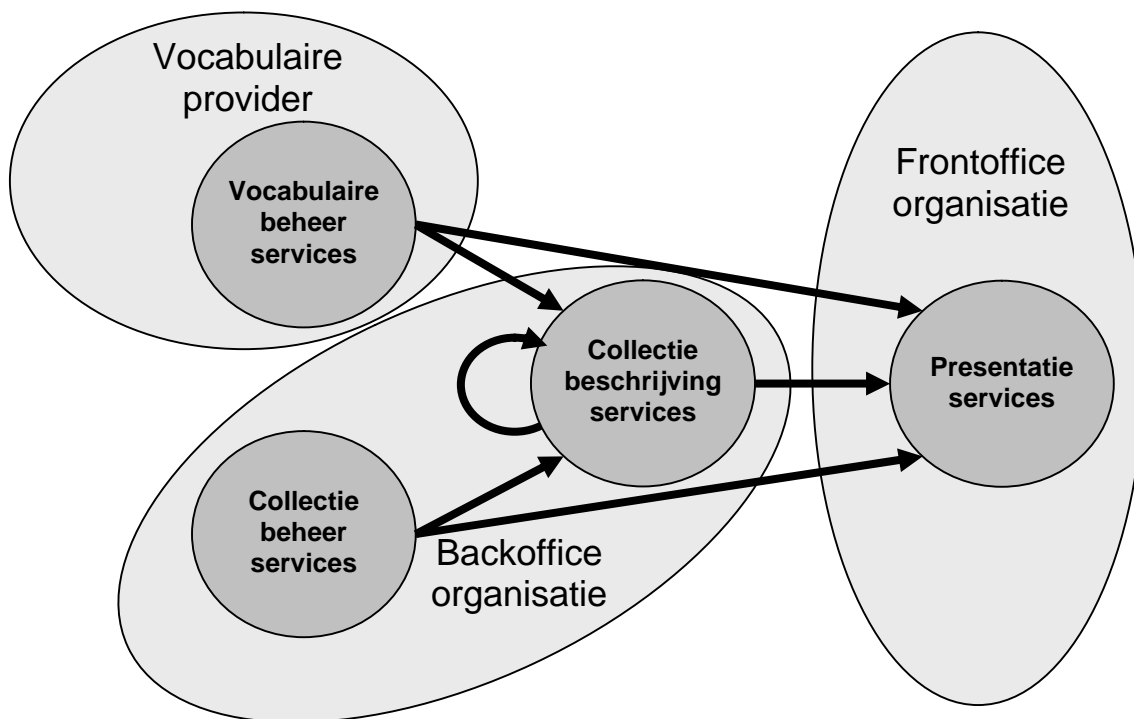 Vocabulaire
provider
Vocabulaire
beheer
services
Frontoffice
organisatie
Collectie
beschrijving
services
Presentatie
services
Collectie
beheer
services
Backoffice
organisatie